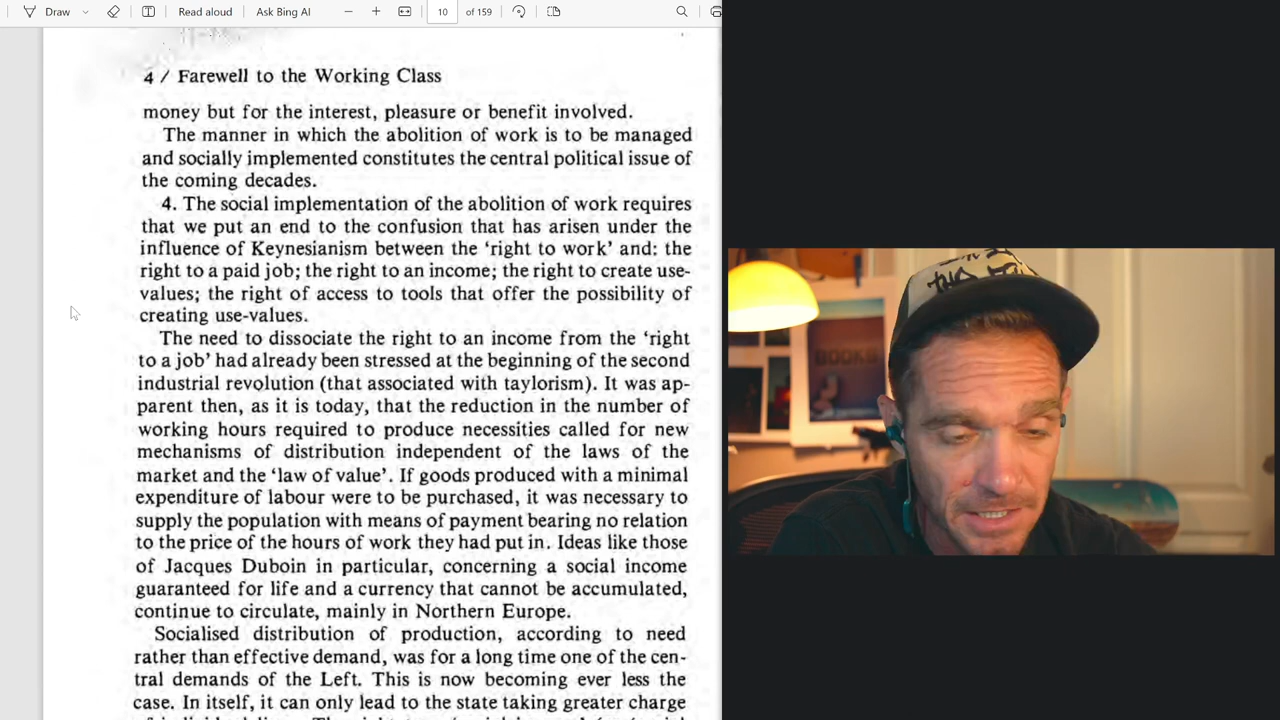 Draw
Read aloud
Ask Bing AI
10
of 159
4 / Farewell to the Working Class
money but for the interest, pleasure or benefit involved.
The manner in which the abolition of work is to be managed
and socially implemented constitutes the central political issue of
the coming decades.
4. The social implementation of the abolition of work requires
that we put an end to the confusion that has arisen under the
influence of Keynesianism between the ‘right to work’ and: the
right to a paid job; the right to an income; the right to create use-
values; the right of access to tools that offer the possibility of
creating use-values.
The need to dissociate the right to an income from the ‘right
to a job’ had already been stressed at the beginning of the second
industrial revolution (that associated with taylorism). It was ap-
parent then, as it is today, that the reduction in the number of
working hours required to produce necessities called for new
mechanisms of distribution independent of the laws of the
market and the ‘law of value’. If goods produced with a minimal
expenditure of labour were to be purchased, it was necessary to
supply the population with means of payment bearing no relation
to the price of the hours of work they had put in. Ideas like those
of Jacques Duboin in particular, concerning a social income
guaranteed for life and a currency that cannot be accumulated,
continue to circulate, mainly in Northern Europe.
Socialised distribution of production, according to need
rather than effective demand, was for a long time one of the cen-
tral demands of the Left. This is now becoming ever less the
case. In itself, it can only lead to the state taking greater charge
BOOKS